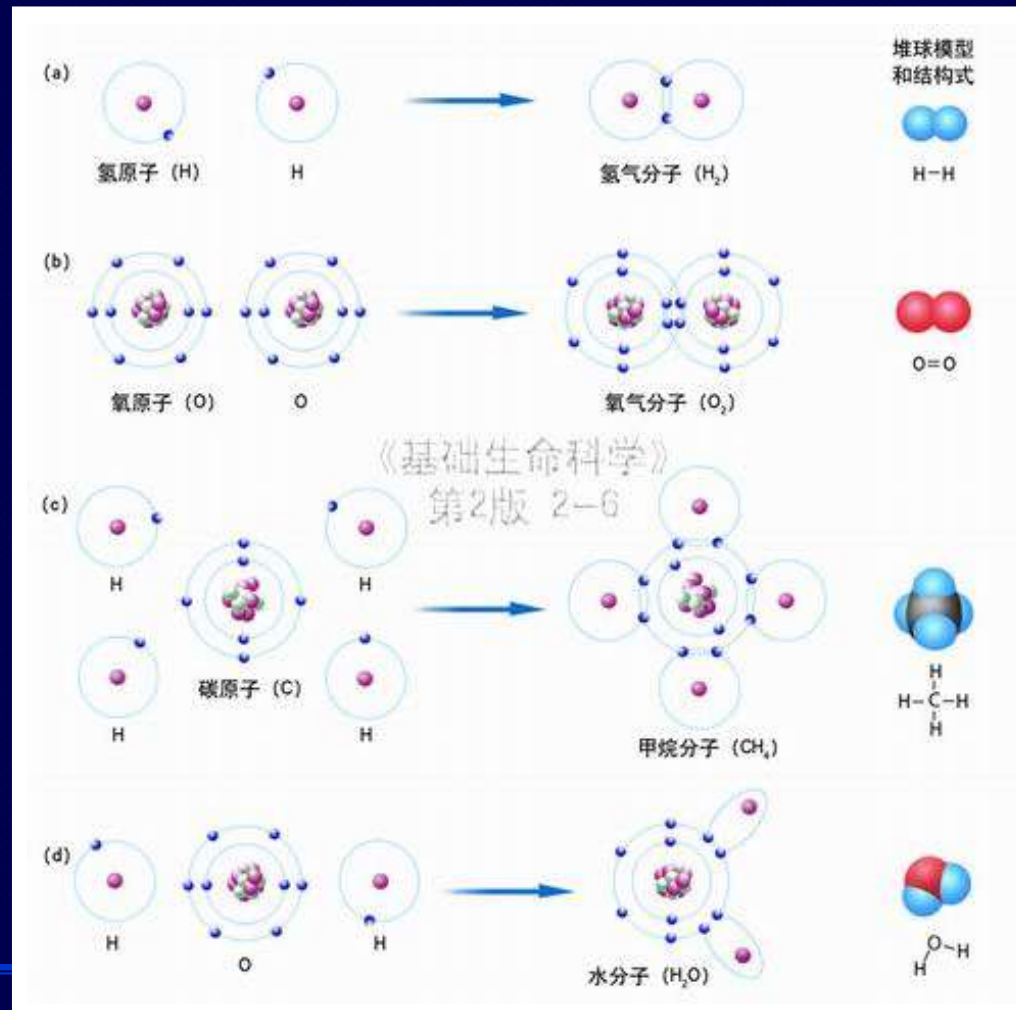 堆球模型
和结构式
(a)
氢原子 (H)
H
氢气分子 (H₂)
H-H
(b)
氧原子 (O)
O
氧气分子 (O₂)
O=O
《基础生命科学》
第2版 2-6
(c)
H
H
碳原子 (C)
H
H
甲烷分子 (CH₄)
H
H-C-H
H
(d)
H
O
H
水分子 (H₂O)
O-H
H